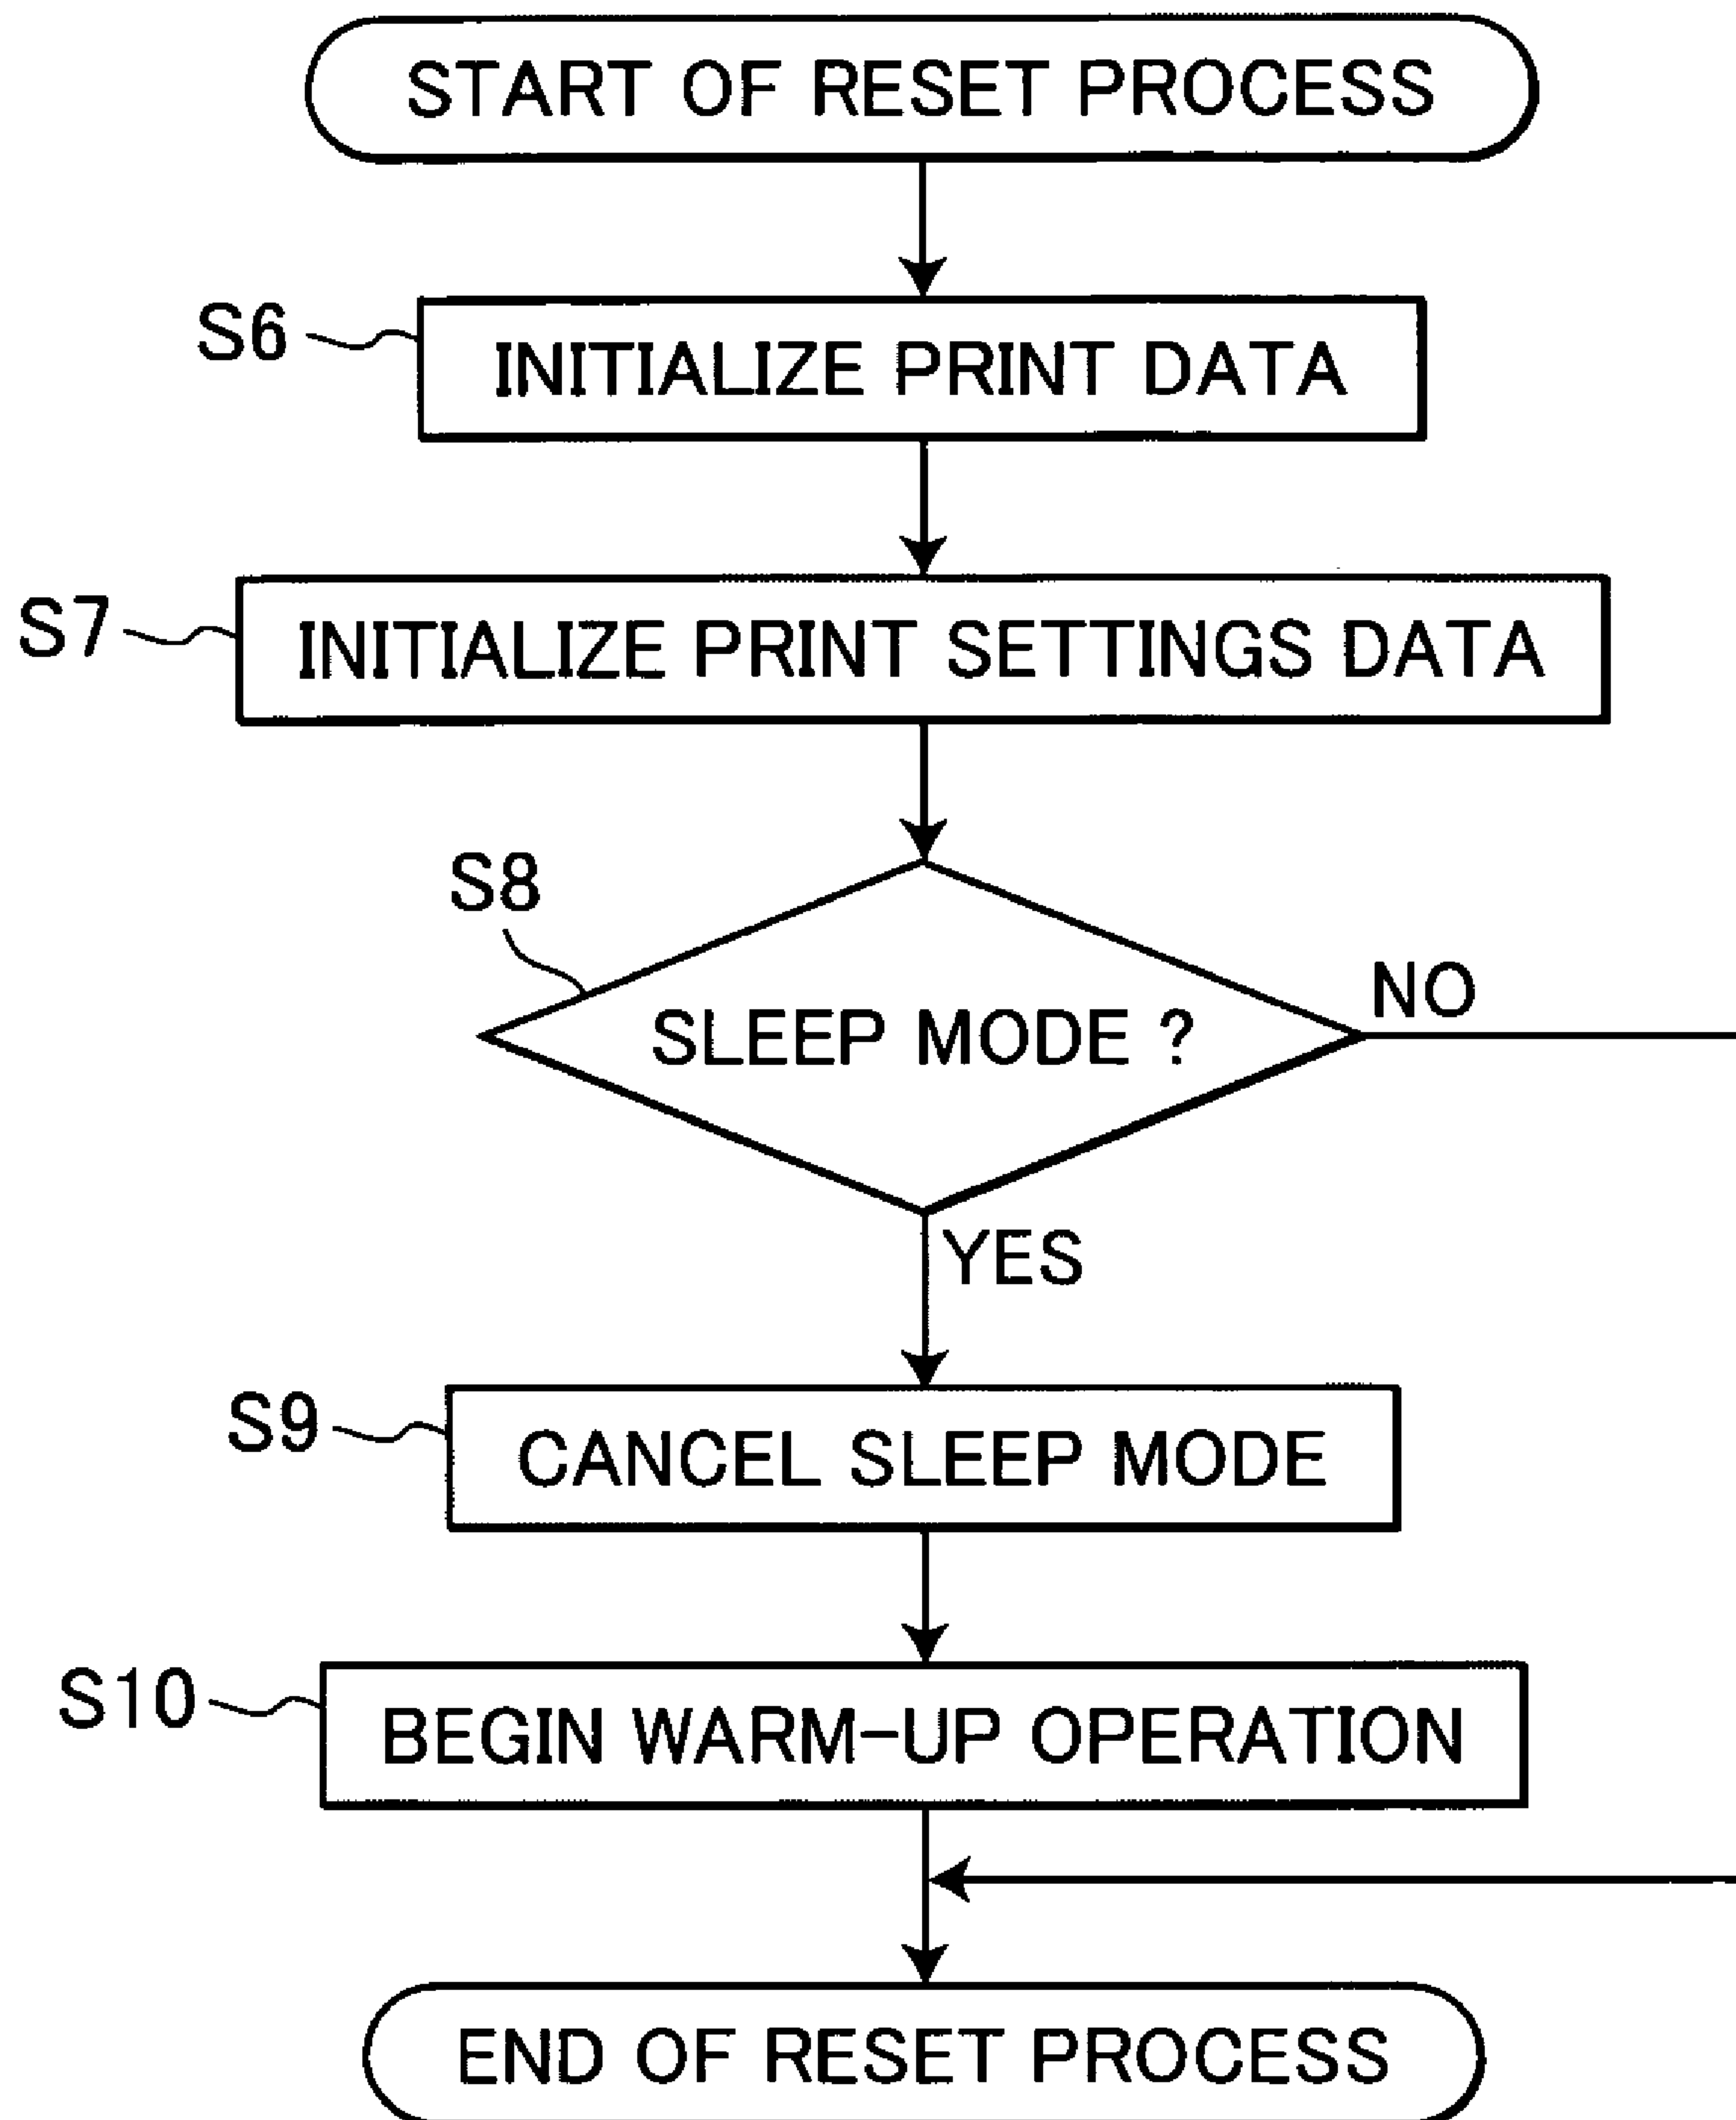 START OF RESET PROCESS
S6
INITIALIZE PRINT DATA
S7
INITIALIZE PRINT SETTINGS DATA
S8
SLEEP MODE ?
NO
YES
S9
CANCEL SLEEP MODE
S10
BEGIN WARM-UP OPERATION
END OF RESET PROCESS